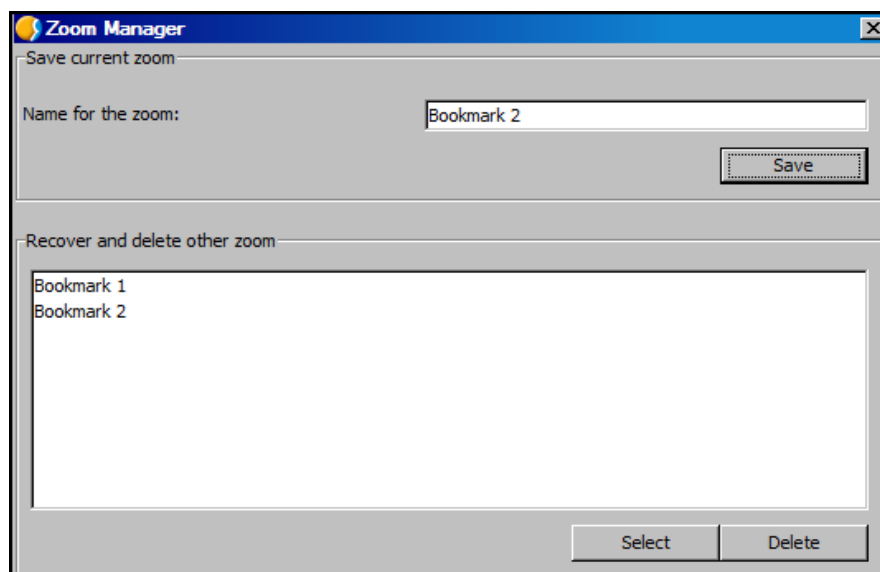 Zoom Manager
Save current zoom
Name for the zoom: Bookmark 2
Save
Recover and delete other zoom
Bookmark 1
Bookmark 2
Select Delete